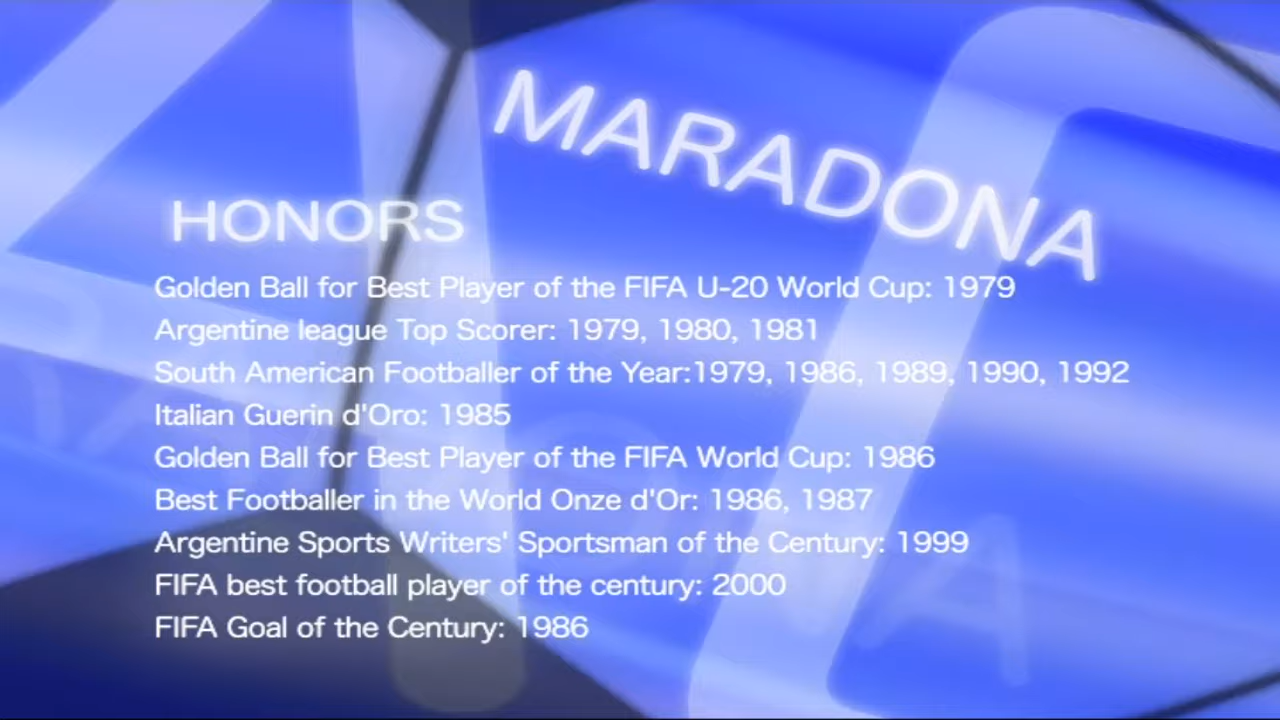 MARADONA
HONORS
Golden Ball for Best Player of the FIFA U-20 World Cup: 1979
Argentine league Top Scorer: 1979, 1980, 1981
South American Footballer of the Year:1979, 1986, 1989, 1990, 1992
Italian Guerin d'Oro: 1985
Golden Ball for Best Player of the FIFA World Cup: 1986
Best Footballer in the World Onze d'Or: 1986, 1987
Argentine Sports Writers' Sportsman of the Century: 1999
FIFA best football player of the century: 2000
FIFA Goal of the Century: 1986